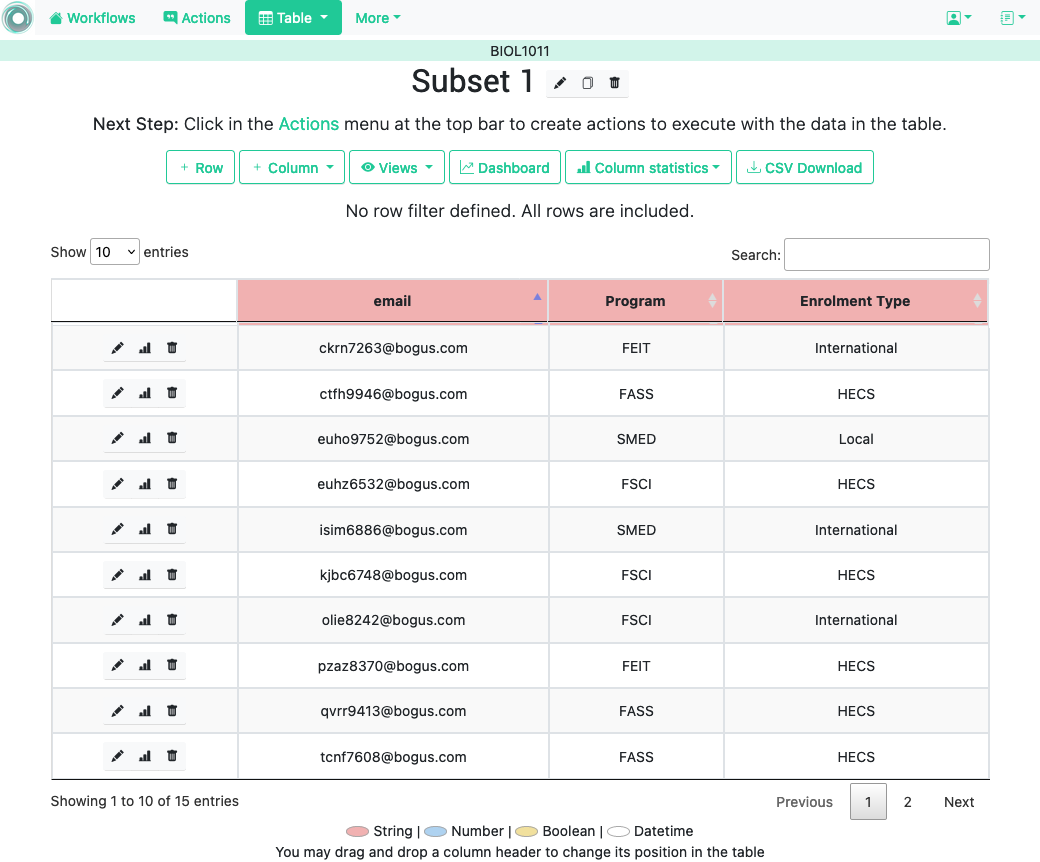 Workflows Actions Table More
BIOL1011
Subset 1
Next Step: Click in the Actions menu at the top bar to create actions to execute with the data in the table.
+ Row + Column Views Dashboard Column statistics CSV Download
No row filter defined. All rows are included.
Show 10 entries Search:
email Program Enrolment Type
ckrn7263@bogus.com FEIT International
ctfh9946@bogus.com FASS HECS
euho9752@bogus.com SMED Local
euhz6532@bogus.com FSCI HECS
isim6886@bogus.com SMED International
kjbc6748@bogus.com FSCI HECS
olie8242@bogus.com FSCI International
pzaz8370@bogus.com FEIT HECS
qvrr9413@bogus.com FASS HECS
tcnf7608@bogus.com FASS HECS
Showing 1 to 10 of 15 entries Previous 1 2 Next
String | Number | Boolean | Datetime
You may drag and drop a column header to change its position in the table